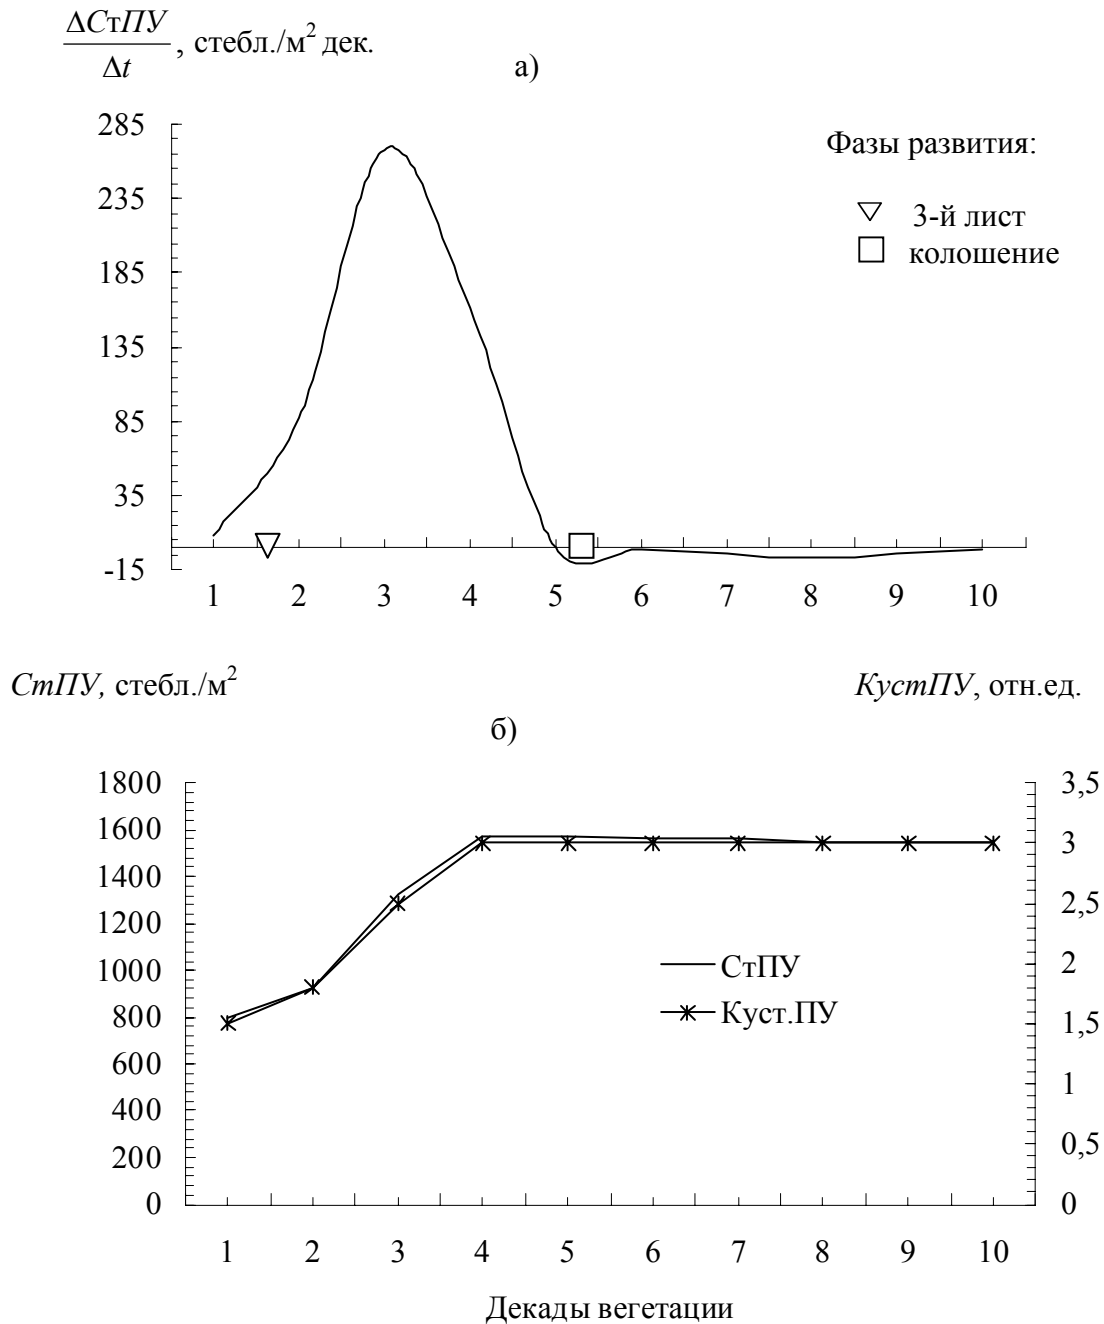 ΔСтПУ
Δt
, стебл./м² дек.
а)
285
235
185
135
85
35
-15
Фазы развития:
3-й лист
колошение
1 2 3 4 5 6 7 8 9 10
СтПУ, стебл./м²
КустПУ, отн.ед.
б)
1800
1600
1400
1200
1000
800
600
400
200
0
3,5
3
2,5
2
1,5
1
0,5
0
СтПУ
Куст.ПУ
1 2 3 4 5 6 7 8 9 10
Декады вегетации